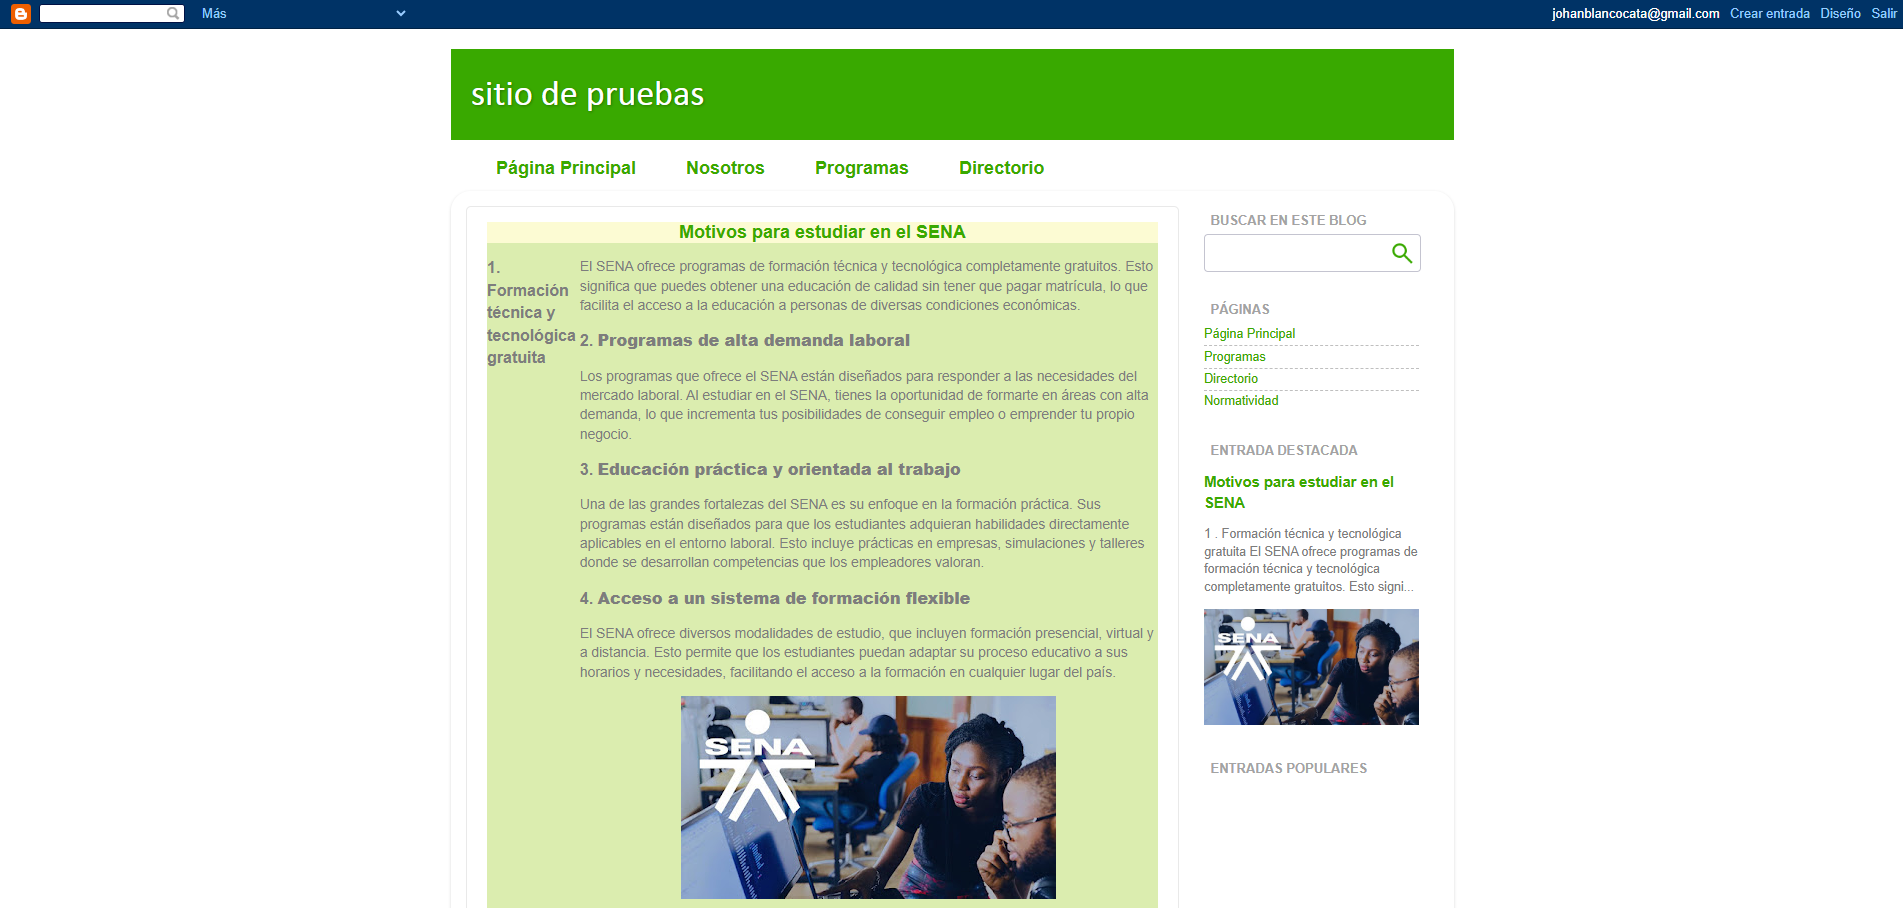 Más
johanblancocata@gmail.com Crear entrada Diseño Salir
sitio de pruebas
Página Principal Nosotros Programas Directorio
Motivos para estudiar en el SENA
1.
Formación
técnica y
tecnológica
gratuita
El SENA ofrece programas de formación técnica y tecnológica completamente gratuitos. Esto
significa que puedes obtener una educación de calidad sin tener que pagar matrícula, lo que
facilita el acceso a la educación a personas de diversas condiciones económicas.
2. Programas de alta demanda laboral
Los programas que ofrece el SENA están diseñados para responder a las necesidades del
mercado laboral. Al estudiar en el SENA, tienes la oportunidad de formarte en áreas con alta
demanda, lo que incrementa tus posibilidades de conseguir empleo o emprender tu propio
negocio.
3. Educación práctica y orientada al trabajo
Una de las grandes fortalezas del SENA es su enfoque en la formación práctica. Sus
programas están diseñados para que los estudiantes adquieran habilidades directamente
aplicables en el entorno laboral. Esto incluye prácticas en empresas, simulaciones y talleres
donde se desarrollan competencias que los empleadores valoran.
4. Acceso a un sistema de formación flexible
El SENA ofrece diversos modalidades de estudio, que incluyen formación presencial, virtual y
a distancia. Esto permite que los estudiantes puedan adaptar su proceso educativo a sus
horarios y necesidades, facilitando el acceso a la formación en cualquier lugar del país.
SENA
BUSCAR EN ESTE BLOG
PÁGINAS
Página Principal
Programas
Directorio
Normatividad
ENTRADA DESTACADA
Motivos para estudiar en el
SENA
1 . Formación técnica y tecnológica
gratuita El SENA ofrece programas de
formación técnica y tecnológica
completamente gratuitos. Esto signi...
SENA
ENTRADAS POPULARES